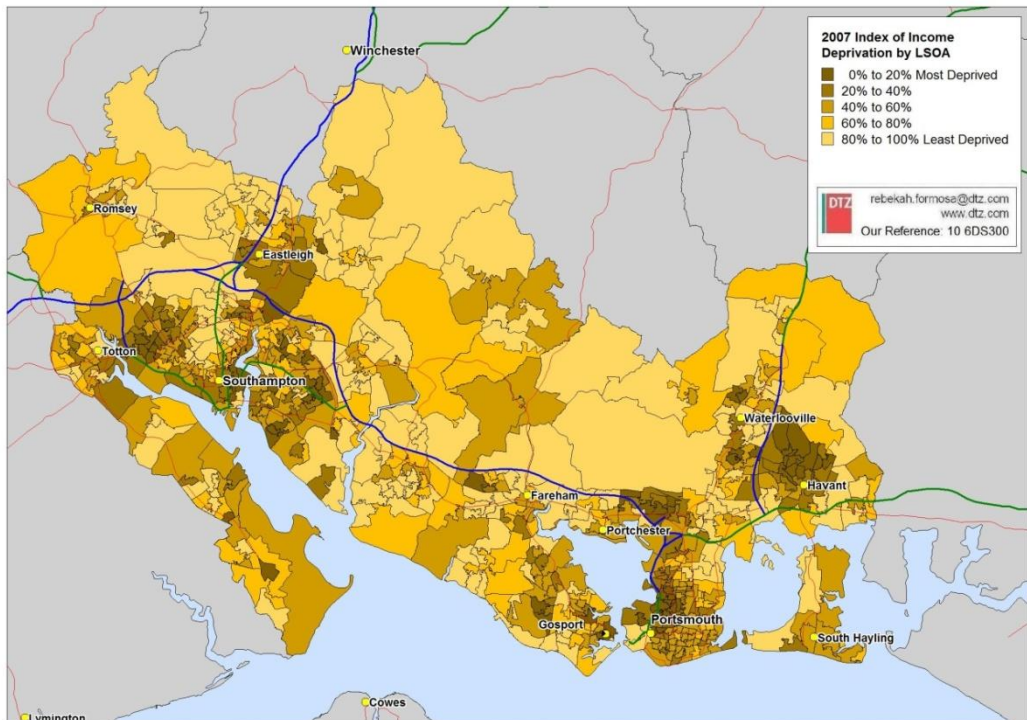 Winchester
2007 Index of Income
Deprivation by LSOA
0% to 20% Most Deprived
20% to 40%
40% to 60%
60% to 80%
80% to 100% Least Deprived
DTZ
rebekah.formosa@dtz.com
www.dtz.com
Our Reference: 10 6DS300
Romsey
Eastleigh
Totton
Southampton
Waterlooville
Havant
Fareham
Portchester
Gosport
Portsmouth
South Hayling
Cowes
Lymington